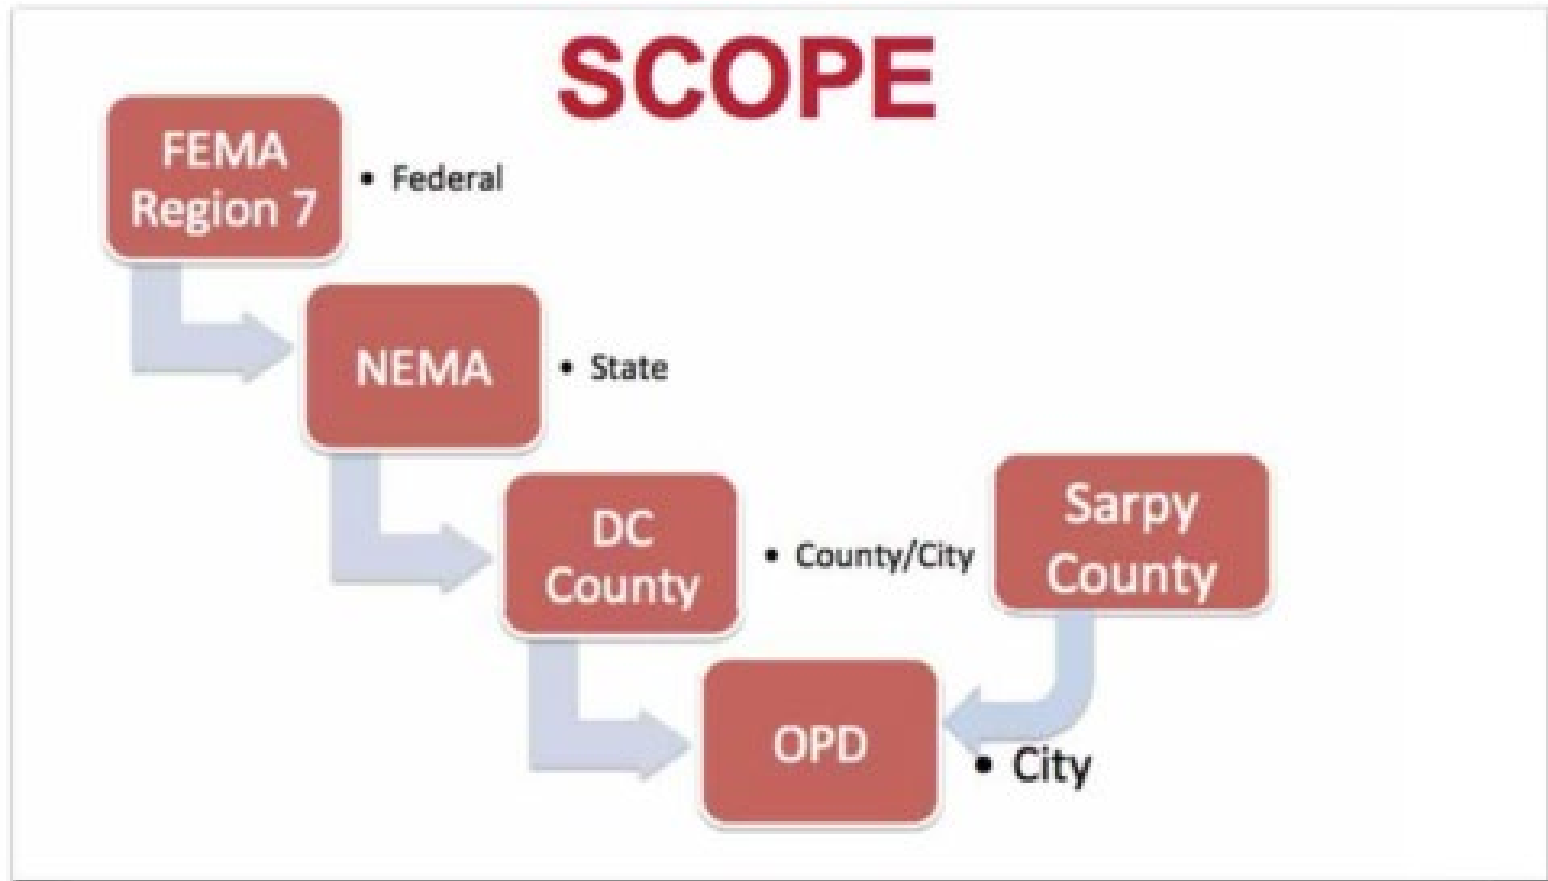 SCOPE
FEMA
Region 7
• Federal
NEMA
• State
DC
County
• County/City
Sarpy
County
OPD
• City